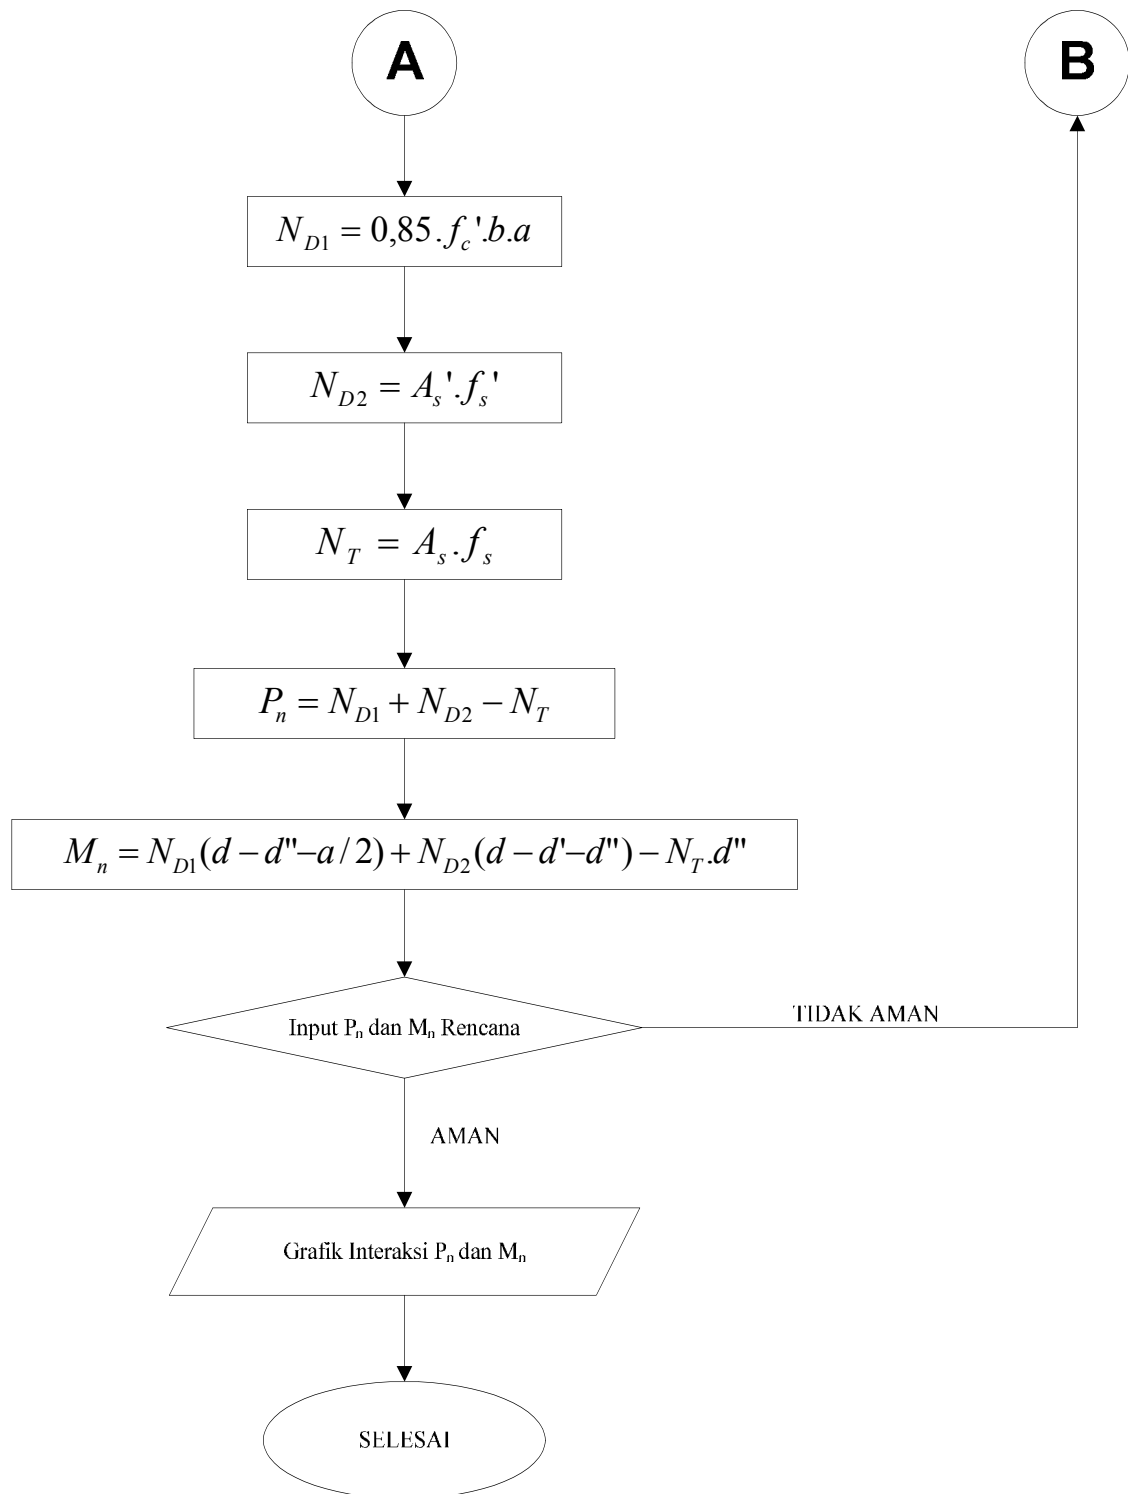 A
B
N_{D1} = 0,85.f_c'.b.a
N_{D2} = A_s'.f_s'
N_T = A_s.f_s
P_n = N_{D1} + N_{D2} − N_T
M_n = N_{D1}(d − d''−a / 2) + N_{D2}(d − d'−d'') − N_T.d''
Input P_n dan M_n Rencana
TIDAK AMAN
AMAN
Grafik Interaksi P_n dan M_n
SELESAI